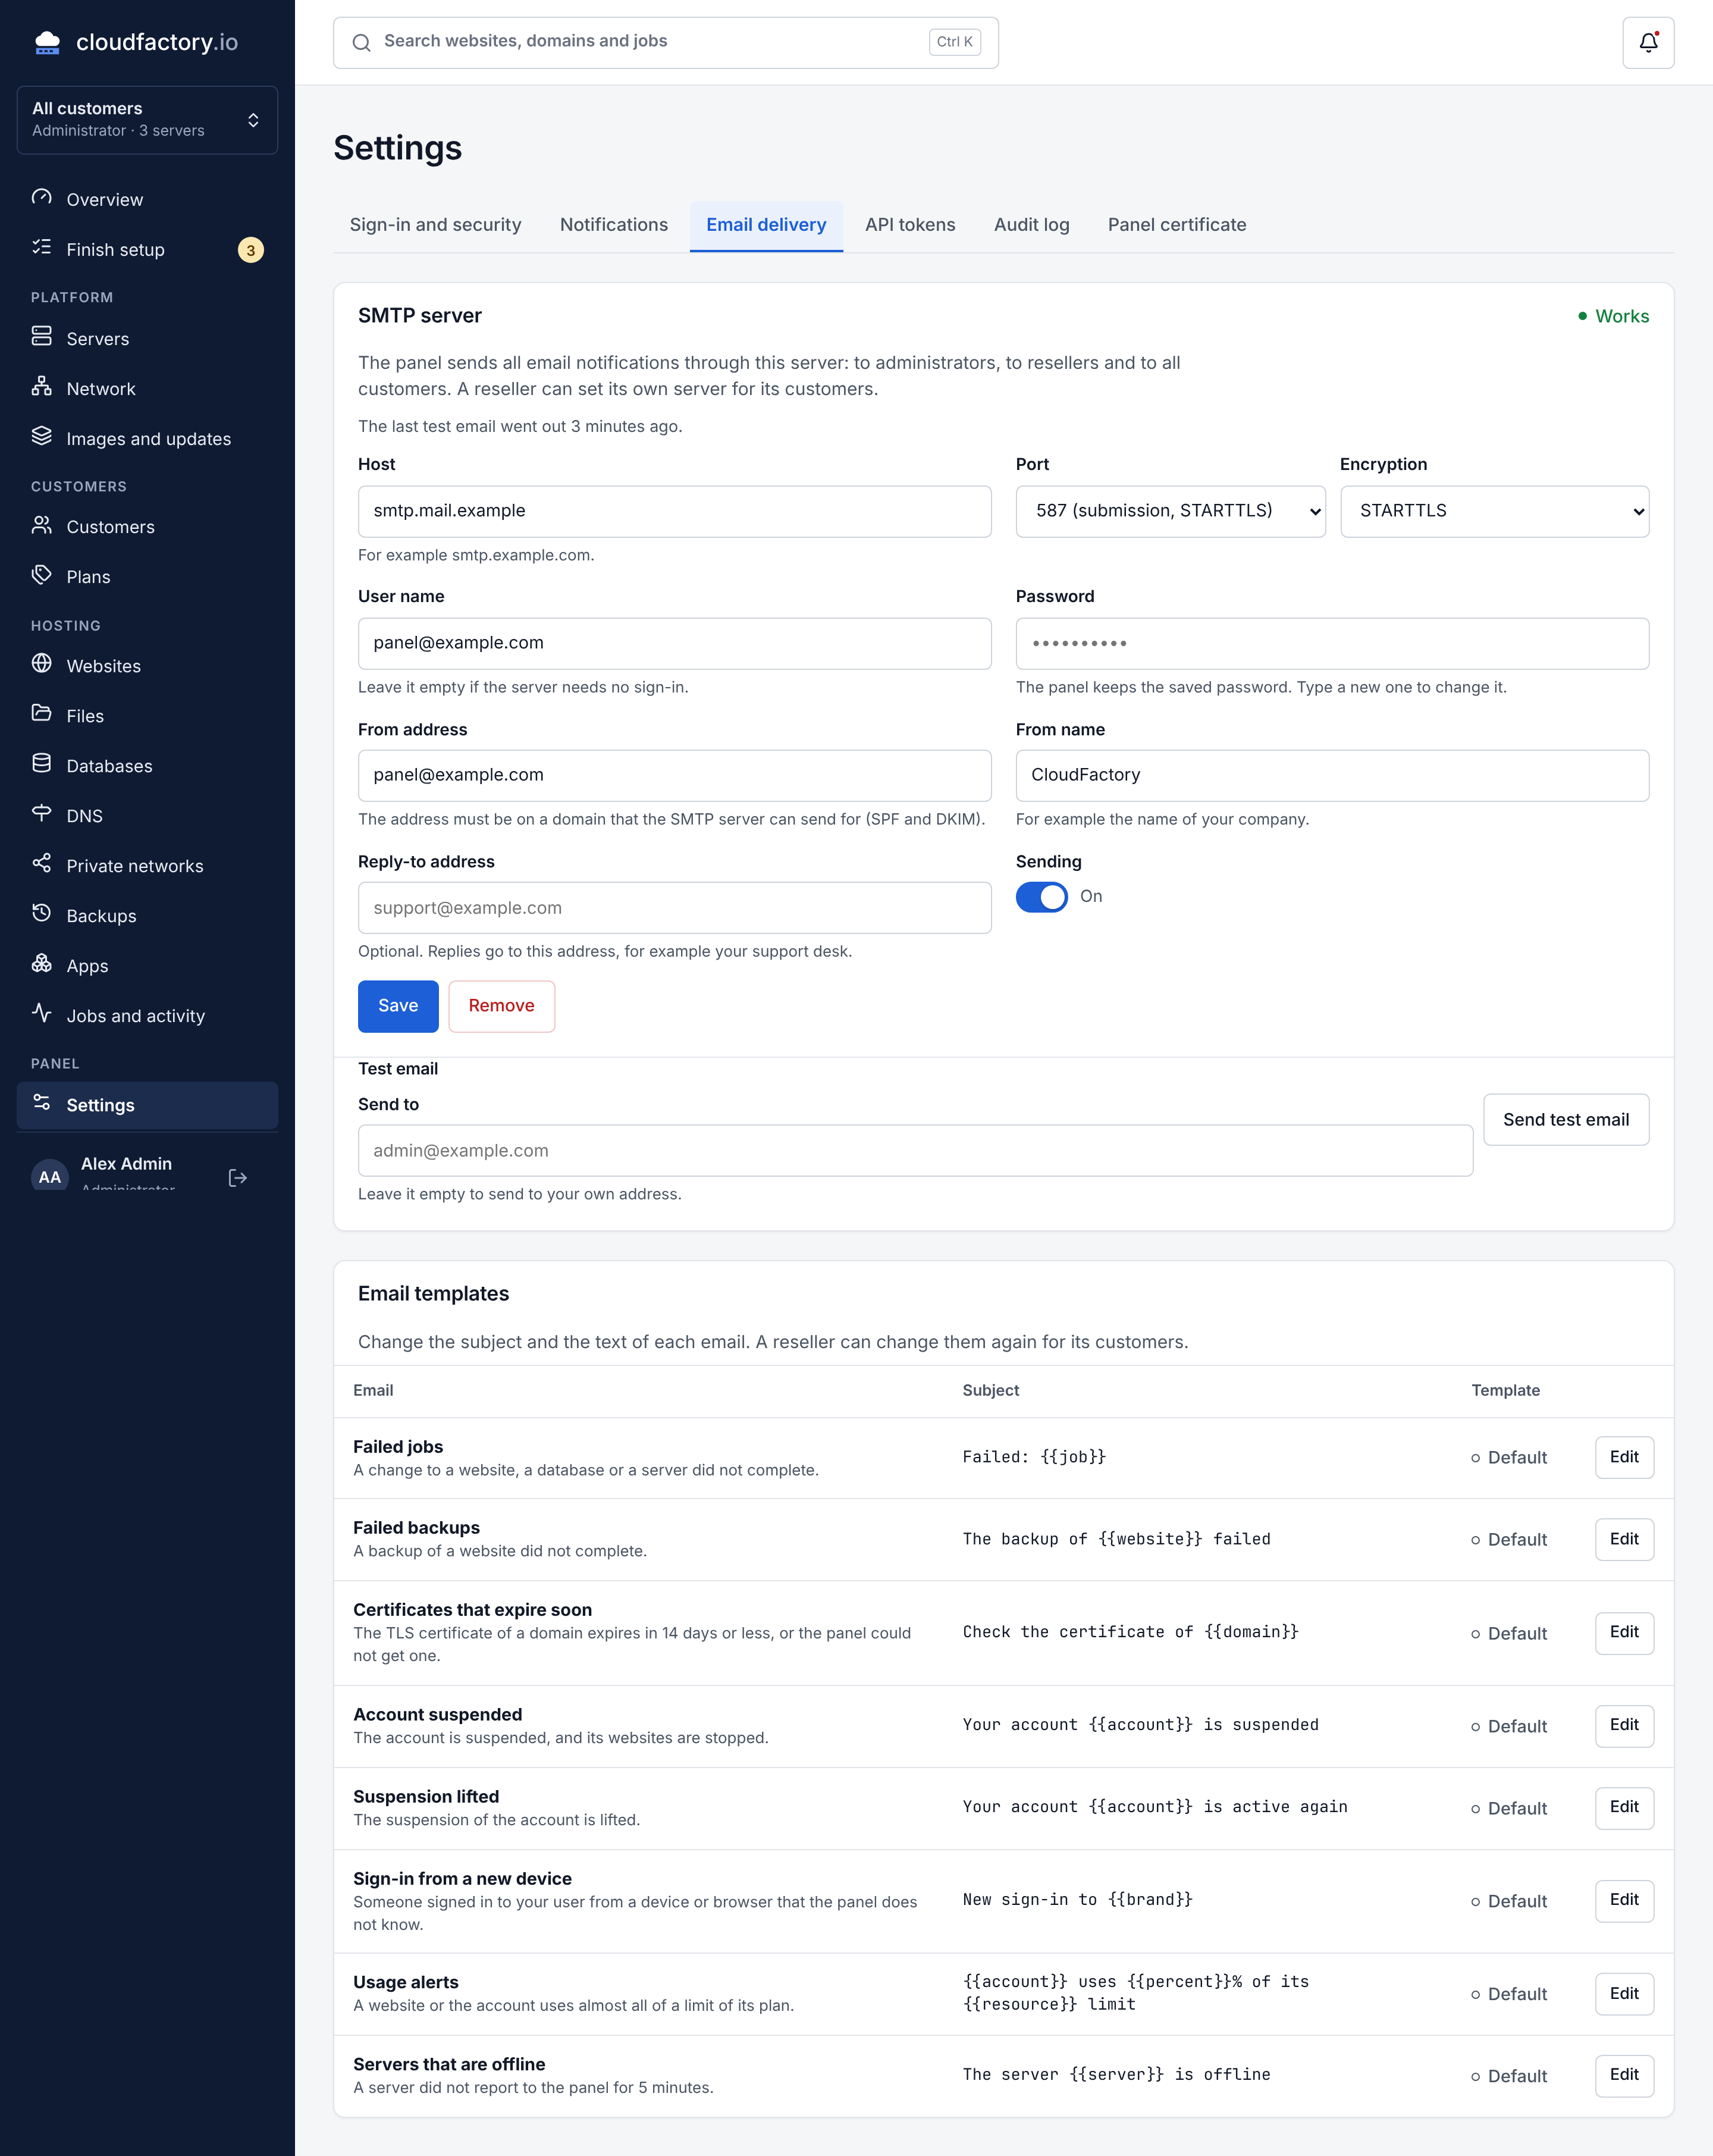 cloudfactory.io
Search websites, domains and jobs
Ctrl K
All customers
Administrator · 3 servers
Overview
Finish setup
3
PLATFORM
Servers
Network
Images and updates
CUSTOMERS
Customers
Plans
HOSTING
Websites
Files
Databases
DNS
Private networks
Backups
Apps
Jobs and activity
PANEL
Settings
AA
Alex Admin
Administrator
Settings
Sign-in and security
Notifications
Email delivery
API tokens
Audit log
Panel certificate
SMTP server
Works
The panel sends all email notifications through this server: to administrators, to resellers and to all
customers. A reseller can set its own server for its customers.
The last test email went out 3 minutes ago.
Host
Port
Encryption
smtp.mail.example
587 (submission, STARTTLS)
STARTTLS
For example smtp.example.com.
User name
Password
panel@example.com
••••••••••
Leave it empty if the server needs no sign-in.
The panel keeps the saved password. Type a new one to change it.
From address
From name
panel@example.com
CloudFactory
The address must be on a domain that the SMTP server can send for (SPF and DKIM).
For example the name of your company.
Reply-to address
Sending
support@example.com
On
Optional. Replies go to this address, for example your support desk.
Save
Remove
Test email
Send to
admin@example.com
Send test email
Leave it empty to send to your own address.
Email templates
Change the subject and the text of each email. A reseller can change them again for its customers.
Email
Subject
Template
Failed jobs
A change to a website, a database or a server did not complete.
Failed: {{job}}
Default
Edit
Failed backups
A backup of a website did not complete.
The backup of {{website}} failed
Default
Edit
Certificates that expire soon
The TLS certificate of a domain expires in 14 days or less, or the panel could
not get one.
Check the certificate of {{domain}}
Default
Edit
Account suspended
The account is suspended, and its websites are stopped.
Your account {{account}} is suspended
Default
Edit
Suspension lifted
The suspension of the account is lifted.
Your account {{account}} is active again
Default
Edit
Sign-in from a new device
Someone signed in to your user from a device or browser that the panel does
not know.
New sign-in to {{brand}}
Default
Edit
Usage alerts
A website or the account uses almost all of a limit of its plan.
{{account}} uses {{percent}}% of its
{{resource}} limit
Default
Edit
Servers that are offline
A server did not report to the panel for 5 minutes.
The server {{server}} is offline
Default
Edit